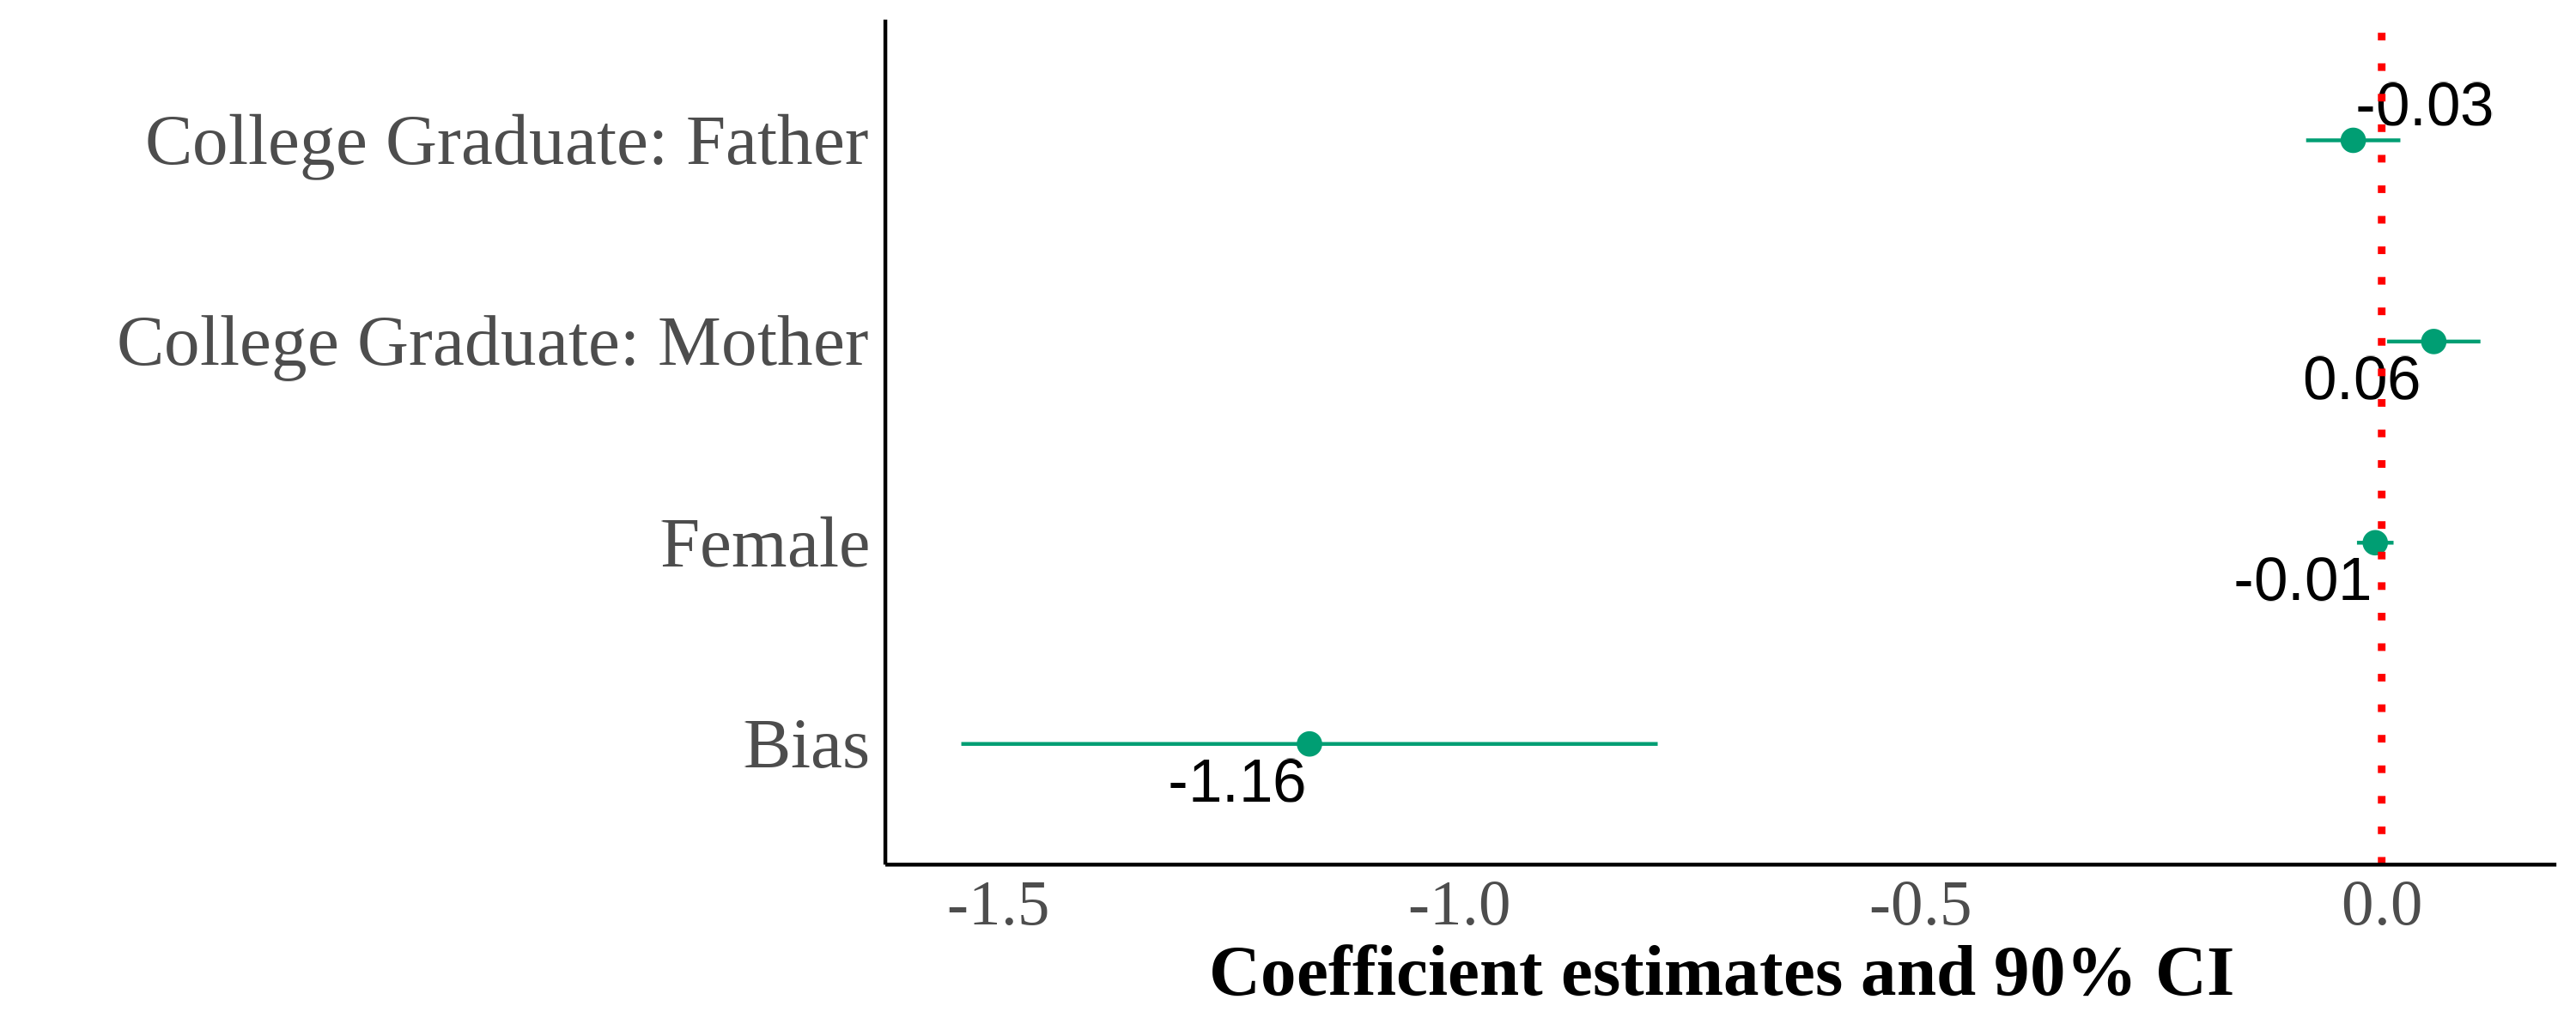 -0.03
College Graduate: Father
College Graduate: Mother
0.06
Female
-0.01
Bias
-1.16
-1.5 -1.0 -0.5 0.0
Coefficient estimates and 90% CI